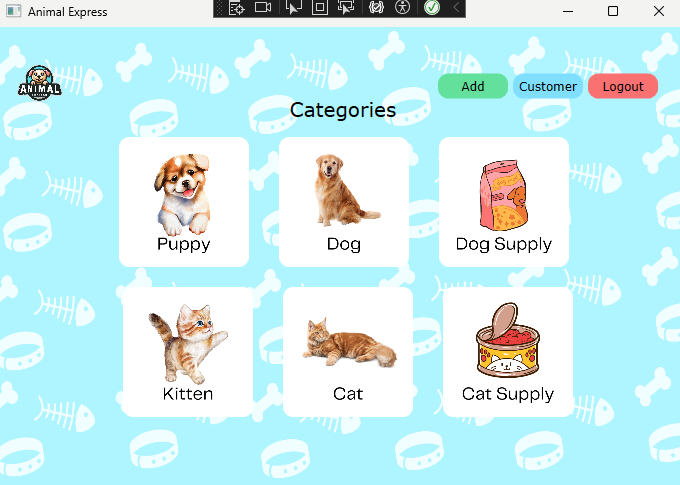 Animal Express
ANIMAL
Add
Customer
Logout
Categories
Puppy
Dog
Dog Supply
Kitten
Cat
Cat Supply